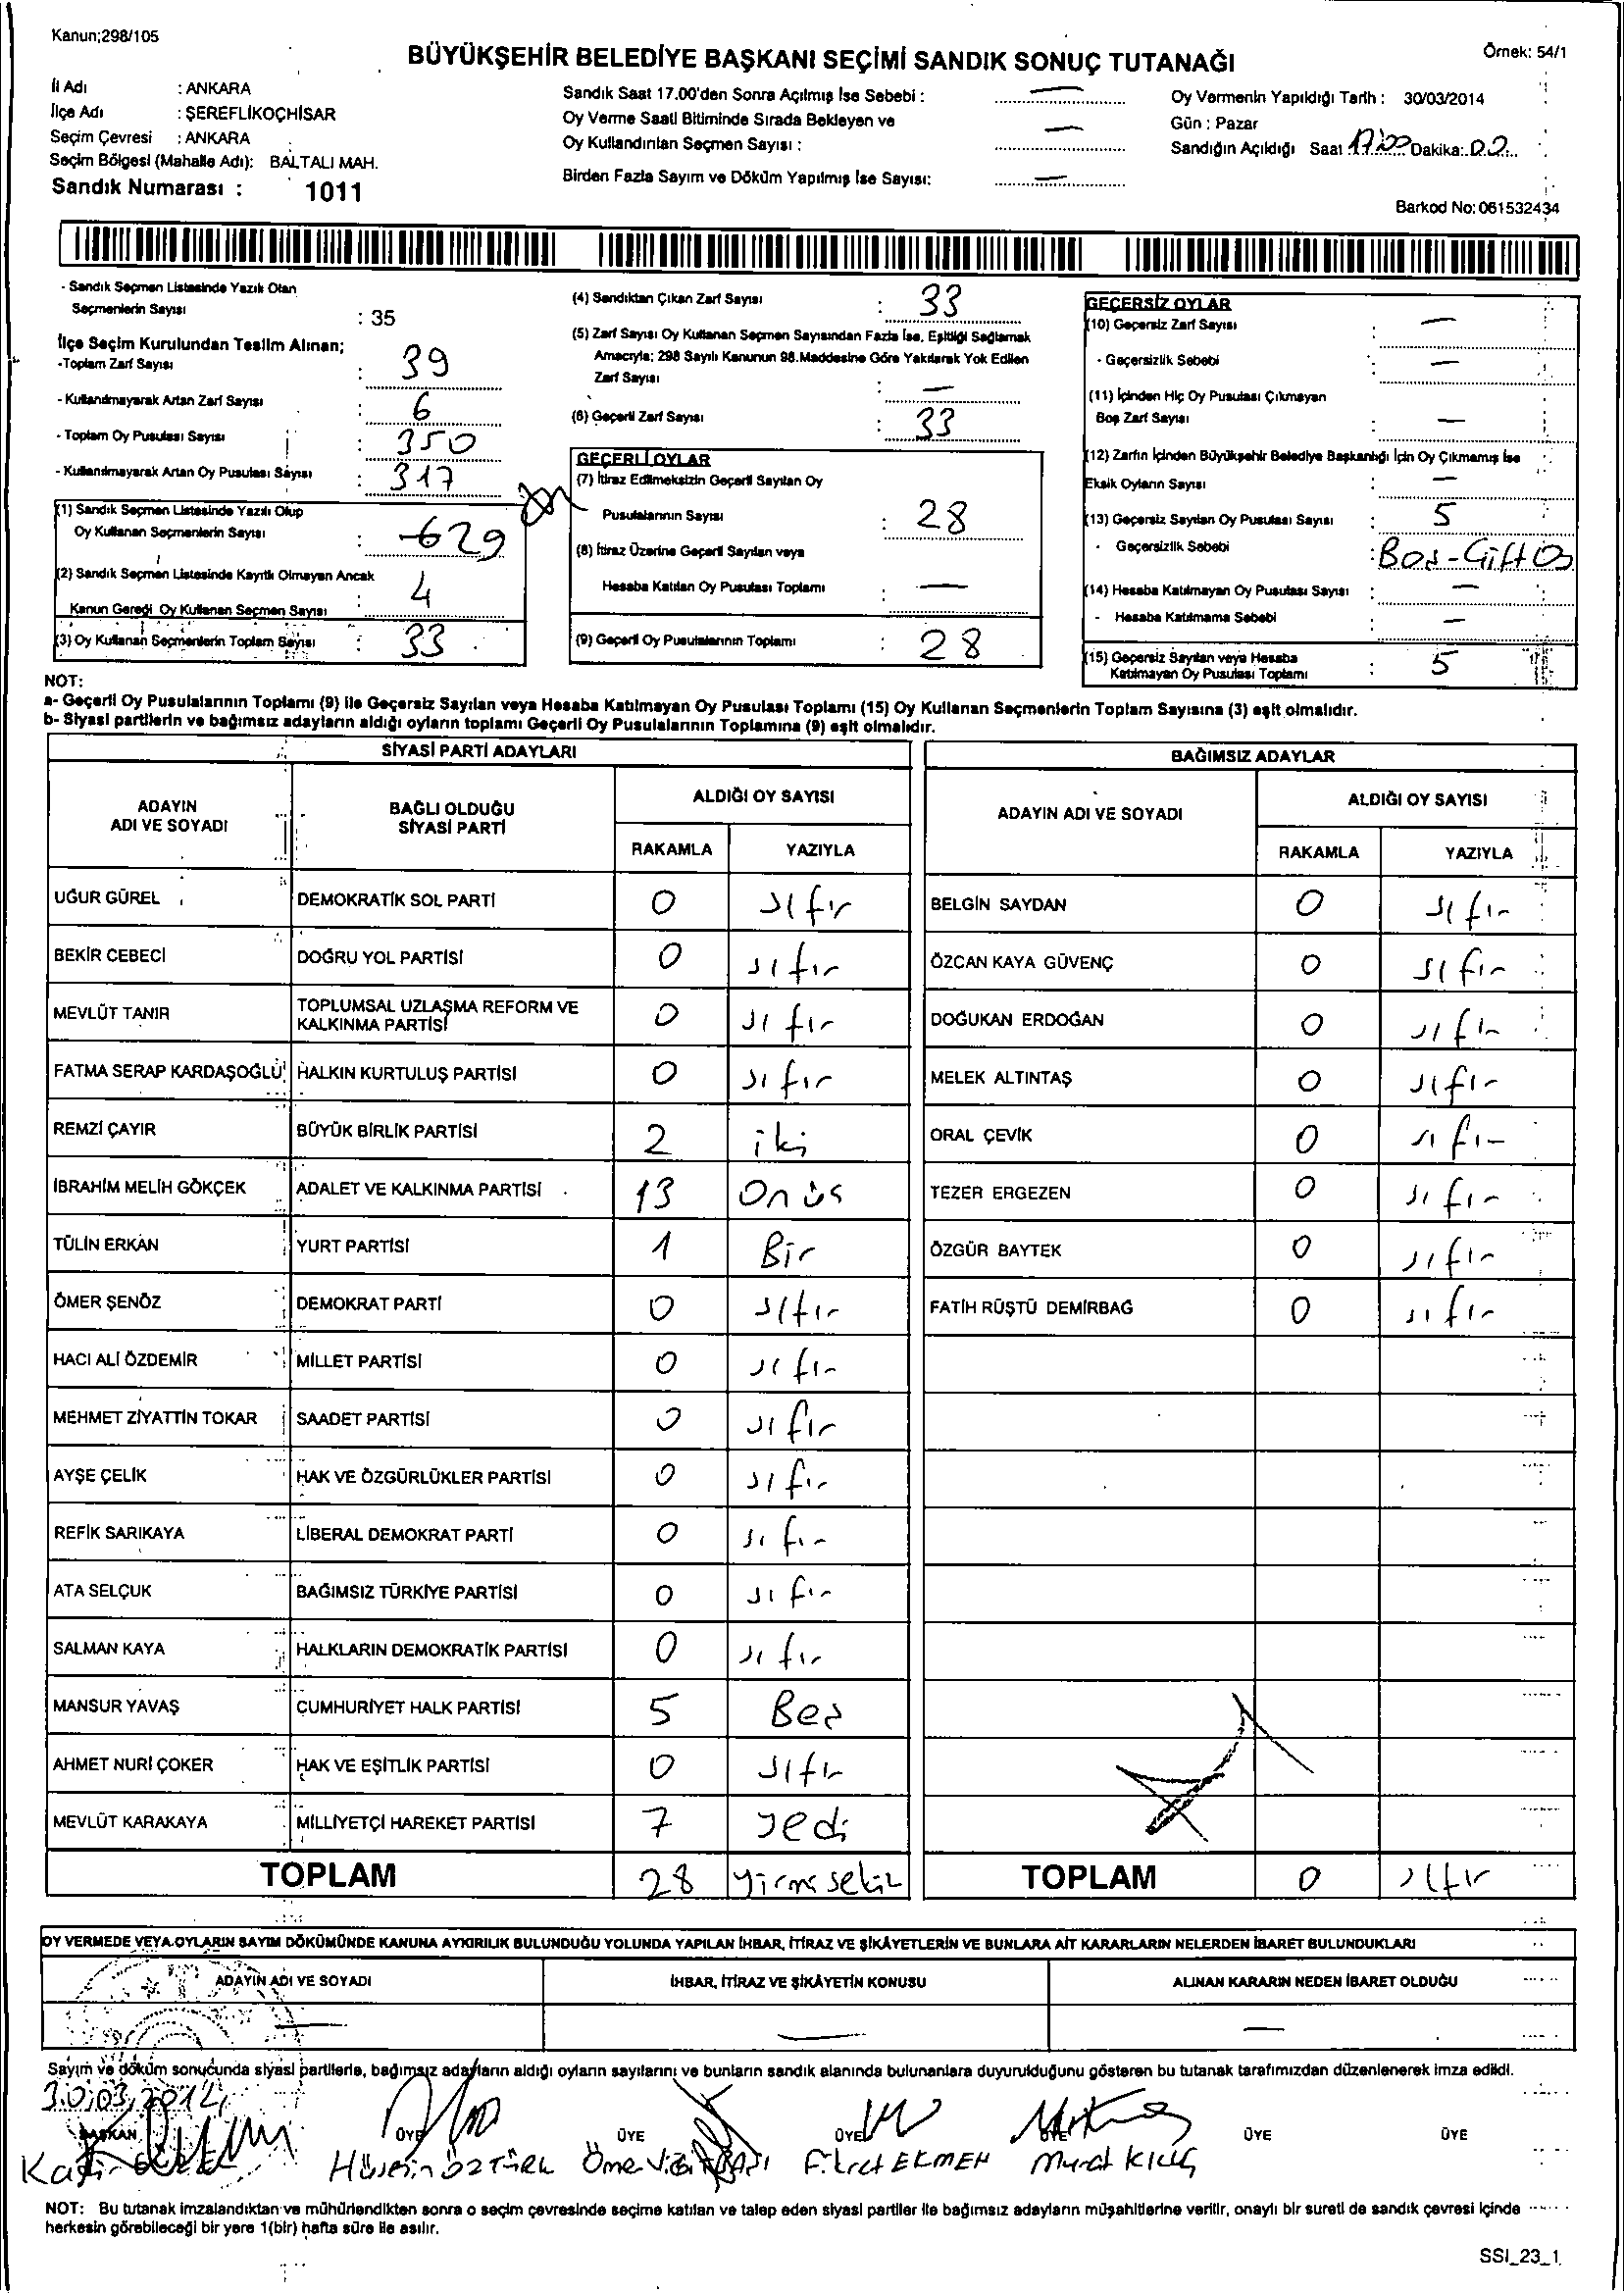 Kanun;298/105
BÜYÜKŞEHİR BELEDİYE BAŞKANI SEÇİMİ SANDIK SONUÇ TUTANAĞI
Örnek: 54/1
İl Adı : ANKARA
İlçe Adı : ŞEREFLİKOÇHİSAR
Seçim Çevresi : ANKARA
Seçim Bölgesi (Mahalle Adı): BALTALI MAH.
Sandık Numarası : 1011
Sandık Saat 17.00'den Sonra Açılmış İse Sebebi : —
Oy Verme Saati Bitiminde Sırada Bekleyen ve
Oy Kullandırılan Seçmen Sayısı : —
Birden Fazla Sayım ve Döküm Yapılmış İse Sayısı: —
Oy Vermenin Yapıldığı Tarih : 30/03/2014
Gün : Pazar
Sandığın Açıldığı Saat 17:00 Dakika:.00..
Barkod No: 061532434
- Sandık Seçmen Listesinde Yazılı Olan
Seçmenlerin Sayısı : 35
İlçe Seçim Kurulundan Teslim Alınan;
-Toplam Zarf Sayısı : 39
- Kullanılmayarak Artan Zarf Sayısı : 6
- Toplam Oy Pusulası Sayısı : 350
- Kullanılmayarak Artan Oy Pusulası Sayısı : 317
(1) Sandık Seçmen Listesinde Yazılı Olup
Oy Kullanan Seçmenlerin Sayısı : 29
(2) Sandık Seçmen Listesinde Kayıtlı Olmayan Ancak
Kanun Gereği Oy Kullanan Seçmen Sayısı : 4
(3) Oy Kullanan Seçmenlerin Toplam Sayısı : 33
(4) Sandıktan Çıkan Zarf Sayısı : 33
(5) Zarf Sayısı Oy Kullanan Seçmen Sayısından Fazla İse, Eşitliği Sağlamak
Amacıyla; 298 Sayılı Kanunun 98.Maddesine Göre Yakılarak Yok Edilen
Zarf Sayısı : —
(6) Geçerli Zarf Sayısı : 33
GEÇERLİ OYLAR
(7) İtiraz Edilmeksizin Geçerli Sayılan Oy
Pusulalarının Sayısı : 28
(8) İtiraz Üzerine Geçerli Sayılan veya
Hesaba Katılan Oy Pusulası Toplamı : —
(9) Geçerli Oy Pusulalarının Toplamı : 28
GEÇERSİZ OYLAR
(10) Geçersiz Zarf Sayısı : —
- Geçersizlik Sebebi : —
(11) İçinden Hiç Oy Pusulası Çıkmayan
Boş Zarf Sayısı : —
(12) Zarfın İçinden Büyükşehir Belediye Başkanlığı İçin Oy Çıkmamış İse
Eksik Oyların Sayısı : —
(13) Geçersiz Sayılan Oy Pusulası Sayısı : 5
- Geçersizlik Sebebi : Boş-Çift Oy
(14) Hesaba Katılmayan Oy Pusulası Sayısı : —
- Hesaba Katılmama Sebebi : —
(15) Geçersiz Sayılan veya Hesaba
Katılmayan Oy Pusulası Toplamı : 5
NOT:
a- Geçerli Oy Pusulalarının Toplamı (9) ile Geçersiz Sayılan veya Hesaba Katılmayan Oy Pusulası Toplamı (15) Oy Kullanan Seçmenlerin Toplam Sayısına (3) eşit olmalıdır.
b- Siyasi partilerin ve bağımsız adayların aldığı oyların toplamı Geçerli Oy Pusulalarının Toplamına (9) eşit olmalıdır.
SİYASİ PARTİ ADAYLARI
ADAYIN ADI VE SOYADI
BAĞLI OLDUĞU SİYASİ PARTİ
ALDIĞI OY SAYISI
RAKAMLA YAZIYLA
UĞUR GÜREL DEMOKRATİK SOL PARTİ 0 sıfır
BEKİR CEBECİ DOĞRU YOL PARTİSİ 0 sıfır
MEVLÜT TANIR TOPLUMSAL UZLAŞMA REFORM VE KALKINMA PARTİSİ 0 sıfır
FATMA SERAP KARDAŞOĞLU HALKIN KURTULUŞ PARTİSİ 0 sıfır
REMZİ ÇAYIR BÜYÜK BİRLİK PARTİSİ 2 iki
İBRAHİM MELİH GÖKÇEK ADALET VE KALKINMA PARTİSİ 13 Onüç
TÜLİN ERKAN YURT PARTİSİ 1 Bir
ÖMER ŞENÖZ DEMOKRAT PARTİ 0 sıfır
HACI ALİ ÖZDEMİR MİLLET PARTİSİ 0 sıfır
MEHMET ZİYATTİN TOKAR SAADET PARTİSİ 0 sıfır
AYŞE ÇELİK HAK VE ÖZGÜRLÜKLER PARTİSİ 0 sıfır
REFİK SARIKAYA LİBERAL DEMOKRAT PARTİ 0 sıfır
ATA SELÇUK BAĞIMSIZ TÜRKİYE PARTİSİ 0 sıfır
SALMAN KAYA HALKLARIN DEMOKRATİK PARTİSİ 0 sıfır
MANSUR YAVAŞ CUMHURİYET HALK PARTİSİ 5 Beş
AHMET NURİ ÇOKER HAK VE EŞİTLİK PARTİSİ 0 sıfır
MEVLÜT KARAKAYA MİLLİYETÇİ HAREKET PARTİSİ 7 yedi
TOPLAM 28 yirmi sekiz
BAĞIMSIZ ADAYLAR
ADAYIN ADI VE SOYADI
ALDIĞI OY SAYISI
RAKAMLA YAZIYLA
BELGİN SAYDAN 0 sıfır
ÖZCAN KAYA GÜVENÇ 0 sıfır
DOĞUKAN ERDOĞAN 0 sıfır
MELEK ALTINTAŞ 0 sıfır
ORAL ÇEVİK 0 sıfır
TEZER ERGEZEN 0 sıfır
ÖZGÜR BAYTEK 0 sıfır
FATİH RÜŞTÜ DEMİRBAĞ 0 sıfır
TOPLAM 0 sıfır
OY VERMEDE VEYA OYLARIN SAYIM DÖKÜMÜNDE KANUNA AYKIRILIK BULUNDUĞU YOLUNDA YAPILAN İHBAR, İTİRAZ VE ŞİKÂYETLERİN VE BUNLARA AİT KARARLARIN NELERDEN İBARET BULUNDUKLARI
ADAYIN ADI VE SOYADI İHBAR, İTİRAZ VE ŞİKÂYETİN KONUSU ALINAN KARARIN NEDEN İBARET OLDUĞU
— — —
Sayım ve döküm sonucunda siyasi partilerle, bağımsız adayların aldığı oyların sayılarını ve bunların sandık alanında bulunanlara duyurulduğunu gösteren bu tutanak tarafımızdan düzenlenerek imza edildi.
30.03.2014
BAŞKAN ÜYE ÜYE ÜYE ÜYE ÜYE ÜYE
Hüseyin ÖZTÜRK Ömer Fikret EKMEN Murat KILIÇ
NOT: Bu tutanak imzalandıktan ve mühürlendikten sonra o seçim çevresinde seçime katılan ve talep eden siyasi partiler ile bağımsız adayların müşahitlerine verilir, onaylı bir sureti de sandık çevresi içinde
herkesin görebileceği bir yere 1(bir) hafta süre ile asılır.
SSI_23_1